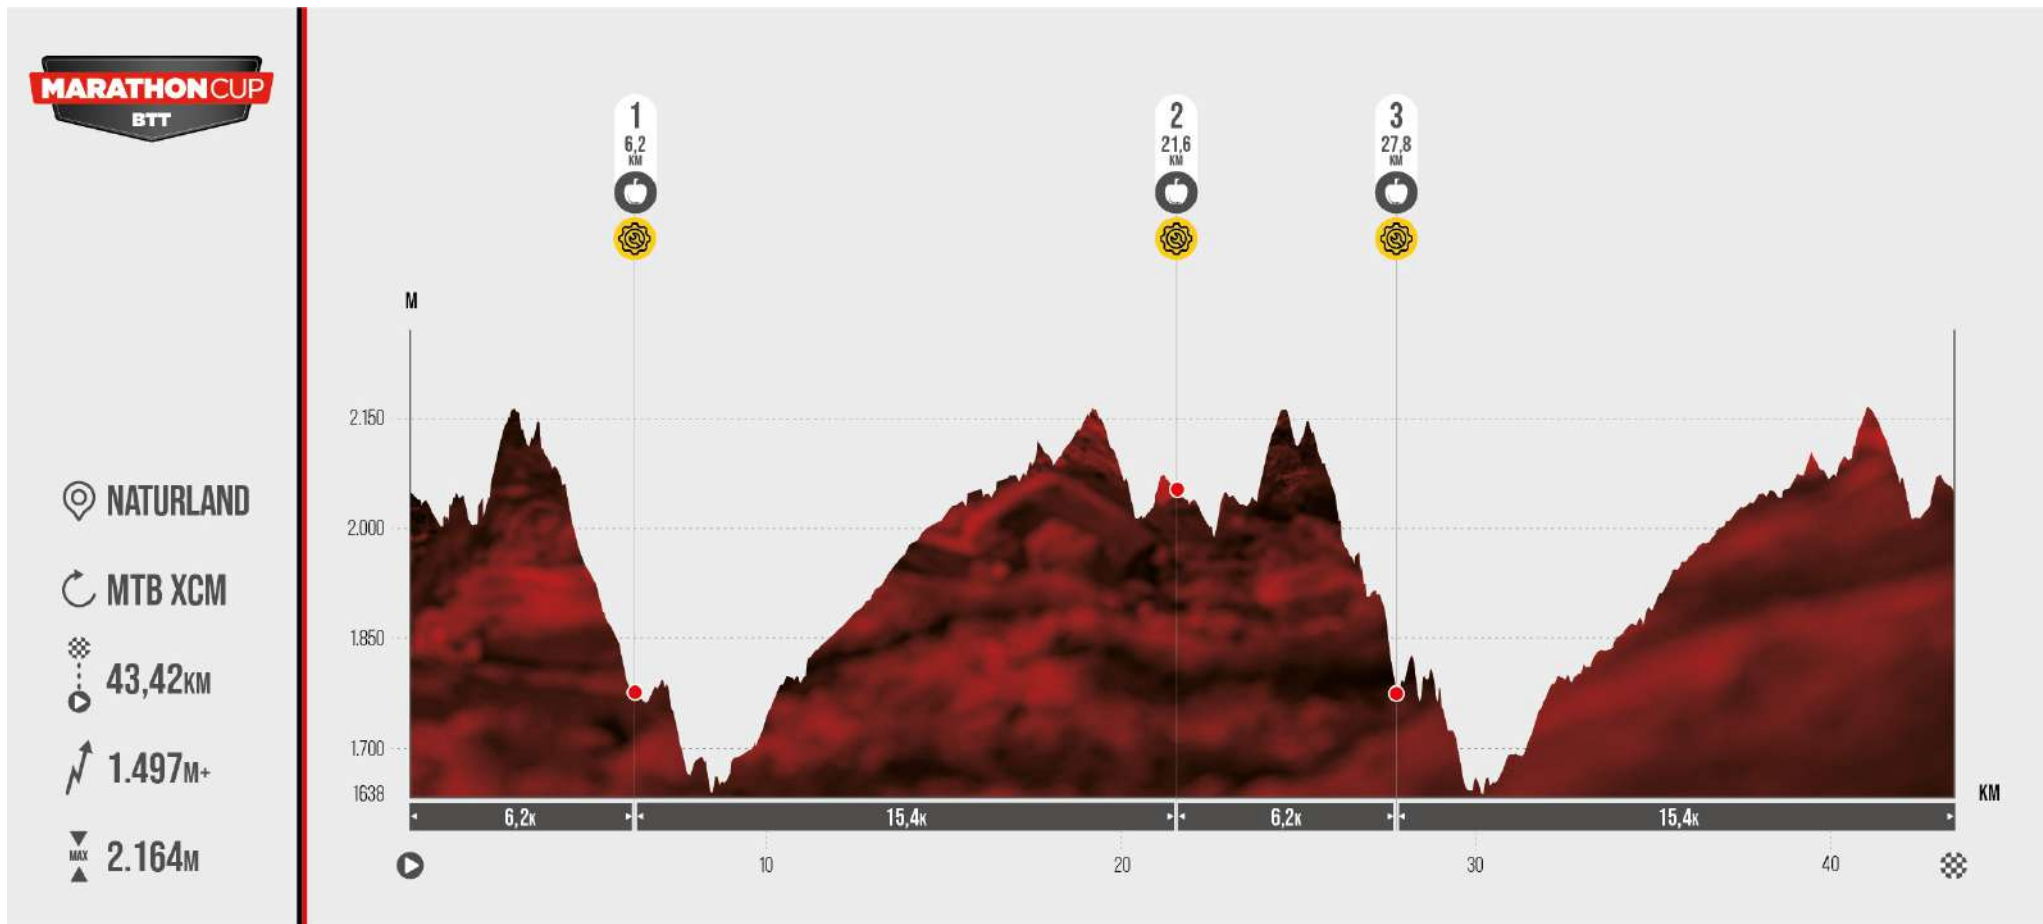 MARATHONCUP
BTT
NATURLAND
MTB XCM
43,42KM
1.497M+
MAX
2.164M
1
6,2
KM
2
21,6
KM
3
27,8
KM
M
2.150
2.000
1.850
1.700
1638
KM
6,2K
15,4K
6,2K
15,4K
10
20
30
40